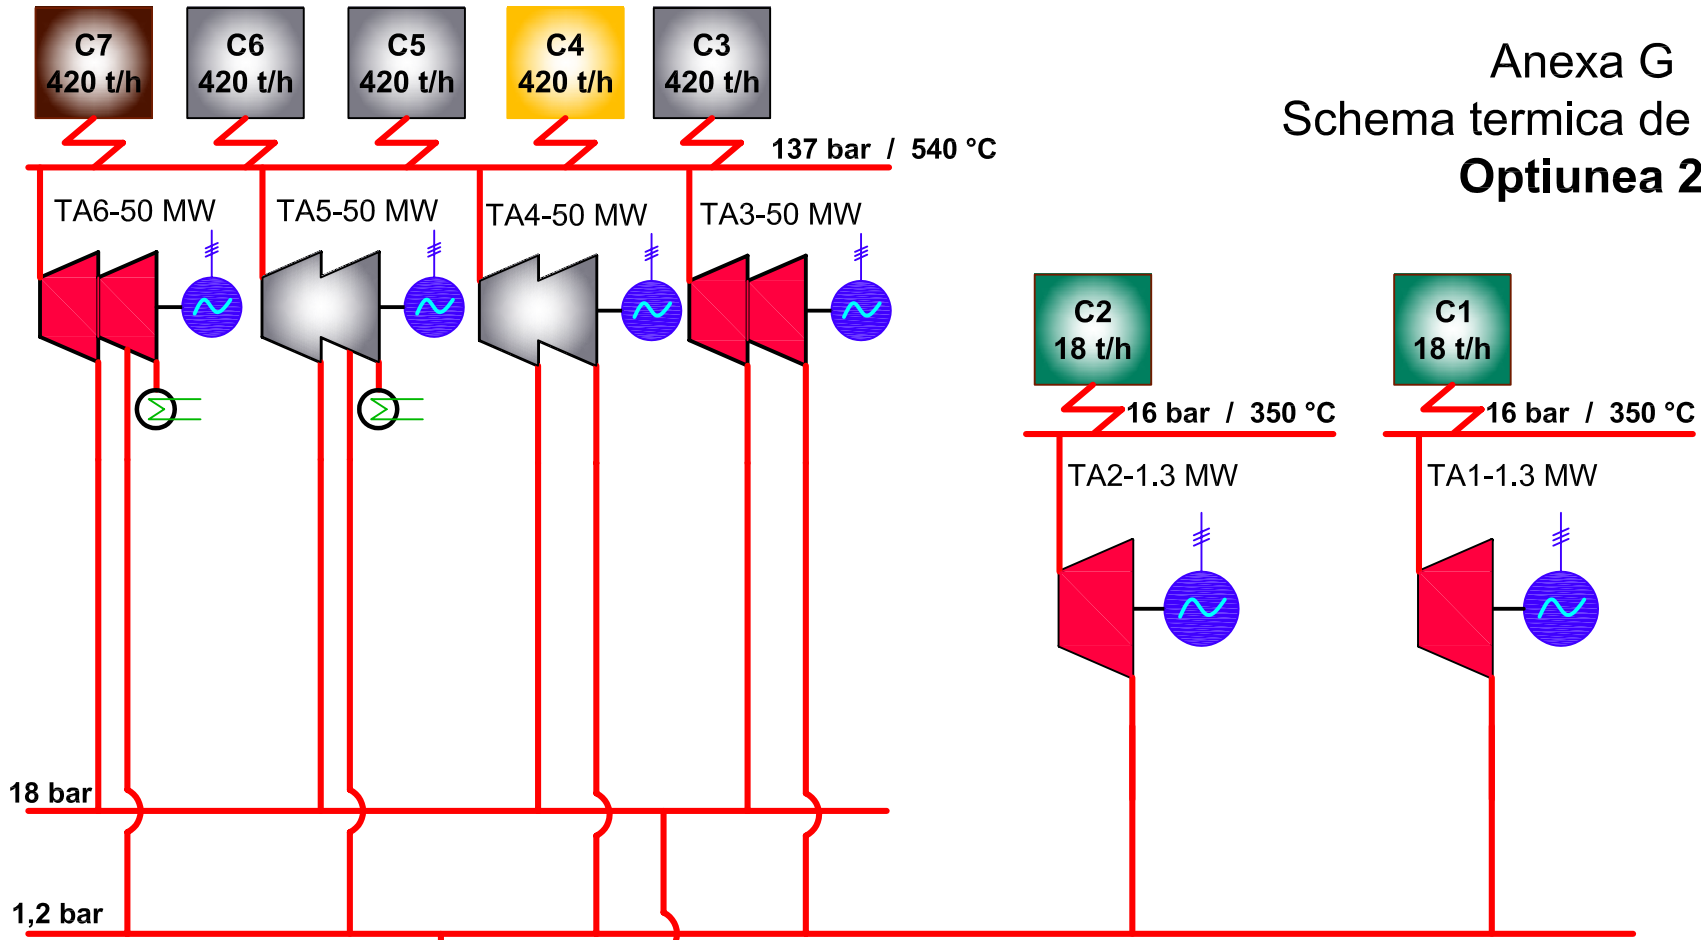 C7
420 t/h
C6
420 t/h
C5
420 t/h
C4
420 t/h
C3
420 t/h
Anexa G
Schema termica de
Optiunea 2
137 bar / 540 °C
TA6-50 MW
TA5-50 MW
TA4-50 MW
TA3-50 MW
C2
18 t/h
C1
18 t/h
16 bar / 350 °C
16 bar / 350 °C
TA2-1.3 MW
TA1-1.3 MW
18 bar
1,2 bar